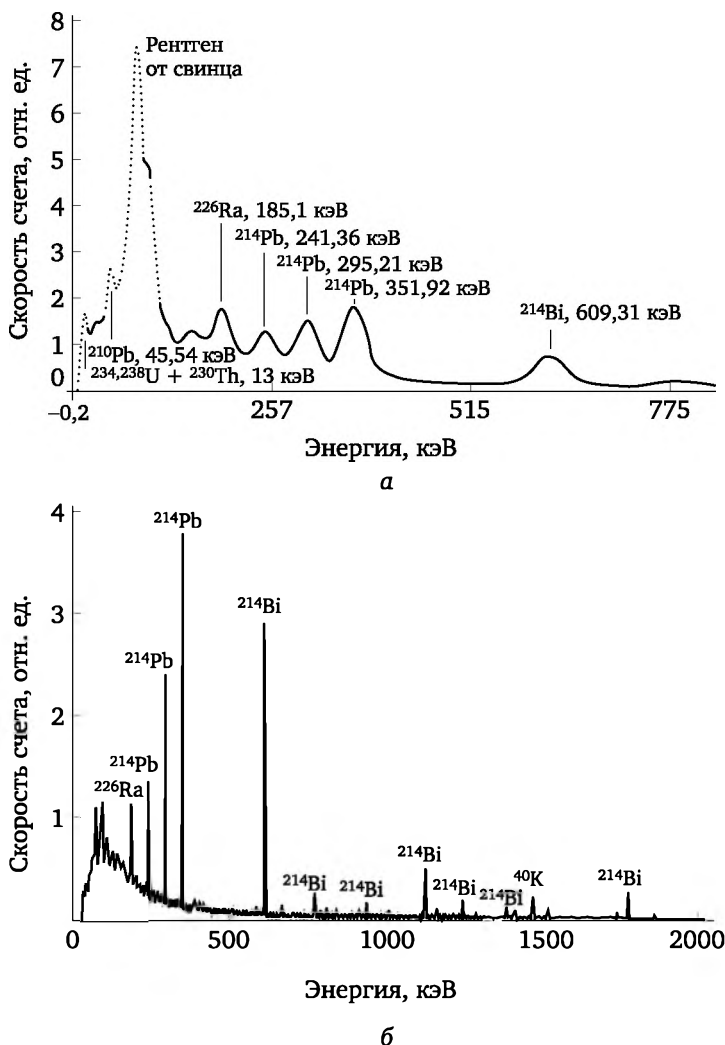 8
7
6
5
4
3
2
1
0
−0,2
257
515
775
Скорость счета, отн. ед.
Рентген
от свинца
²²⁶Ra, 185,1 кэВ
²¹⁴Pb, 241,36 кэВ
²¹⁴Pb, 295,21 кэВ
²¹⁴Pb, 351,92 кэВ
²¹⁴Bi, 609,31 кэВ
²¹⁰Pb, 45,54 кэВ
²³⁴,²³⁸U + ²³⁰Th, 13 кэВ
Энергия, кэВ
а
4
3
2
1
0
500
1000
1500
2000
Скорость счета, отн. ед.
²¹⁴Pb
²¹⁴Bi
²¹⁴Pb
²¹⁴Pb
²²⁶Ra
²¹⁴Bi
²¹⁴Bi
²¹⁴Bi
²¹⁴Bi
²¹⁴Bi
⁴⁰K
²¹⁴Bi
Энергия, кэВ
б